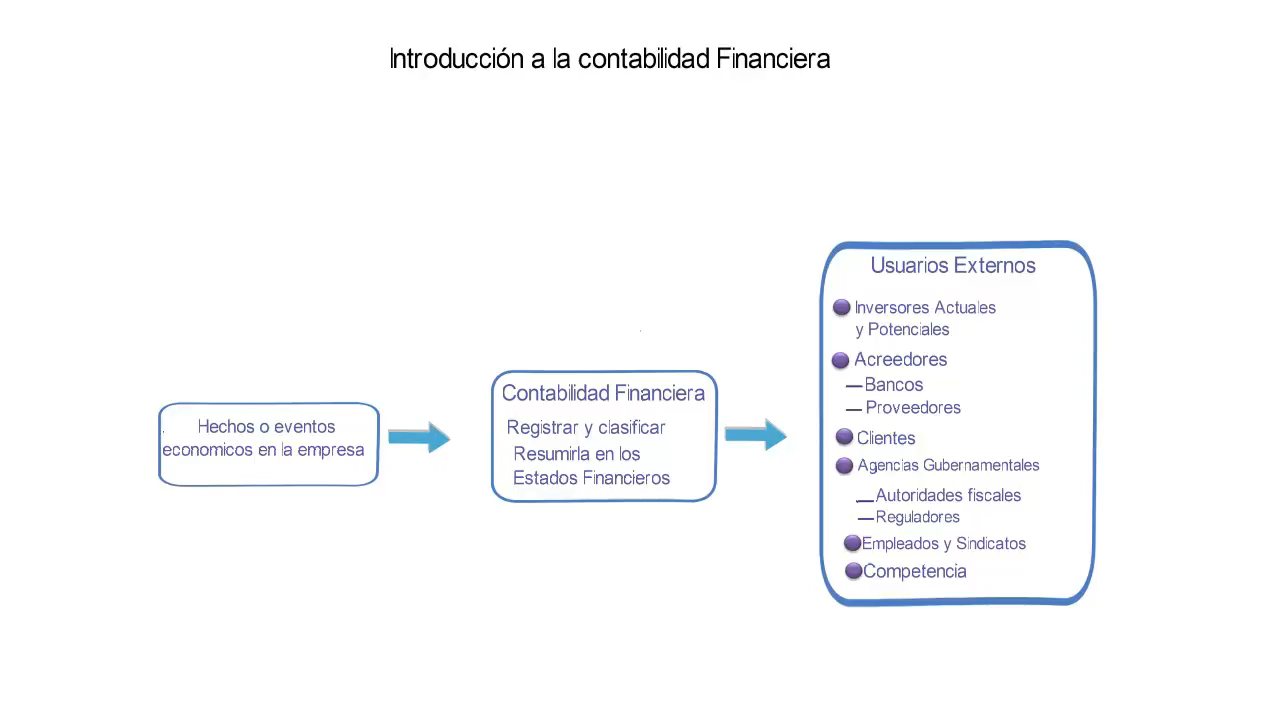 Introducción a la contabilidad Financiera
Hechos o eventos
economicos en la empresa
Contabilidad Financiera
Registrar y clasificar
Resumirla en los
Estados Financieros
Usuarios Externos
Inversores Actuales
y Potenciales
Acreedores
—Bancos
—Proveedores
Clientes
Agencias Gubernamentales
—Autoridades fiscales
—Reguladores
Empleados y Sindicatos
Competencia